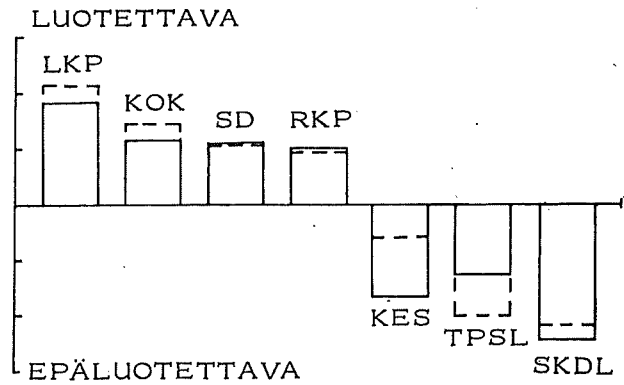 LUOTETTAVA
LKP
KOK
SD
RKP
KES
TPSL
SKDL
EPÄLUOTETTAVA